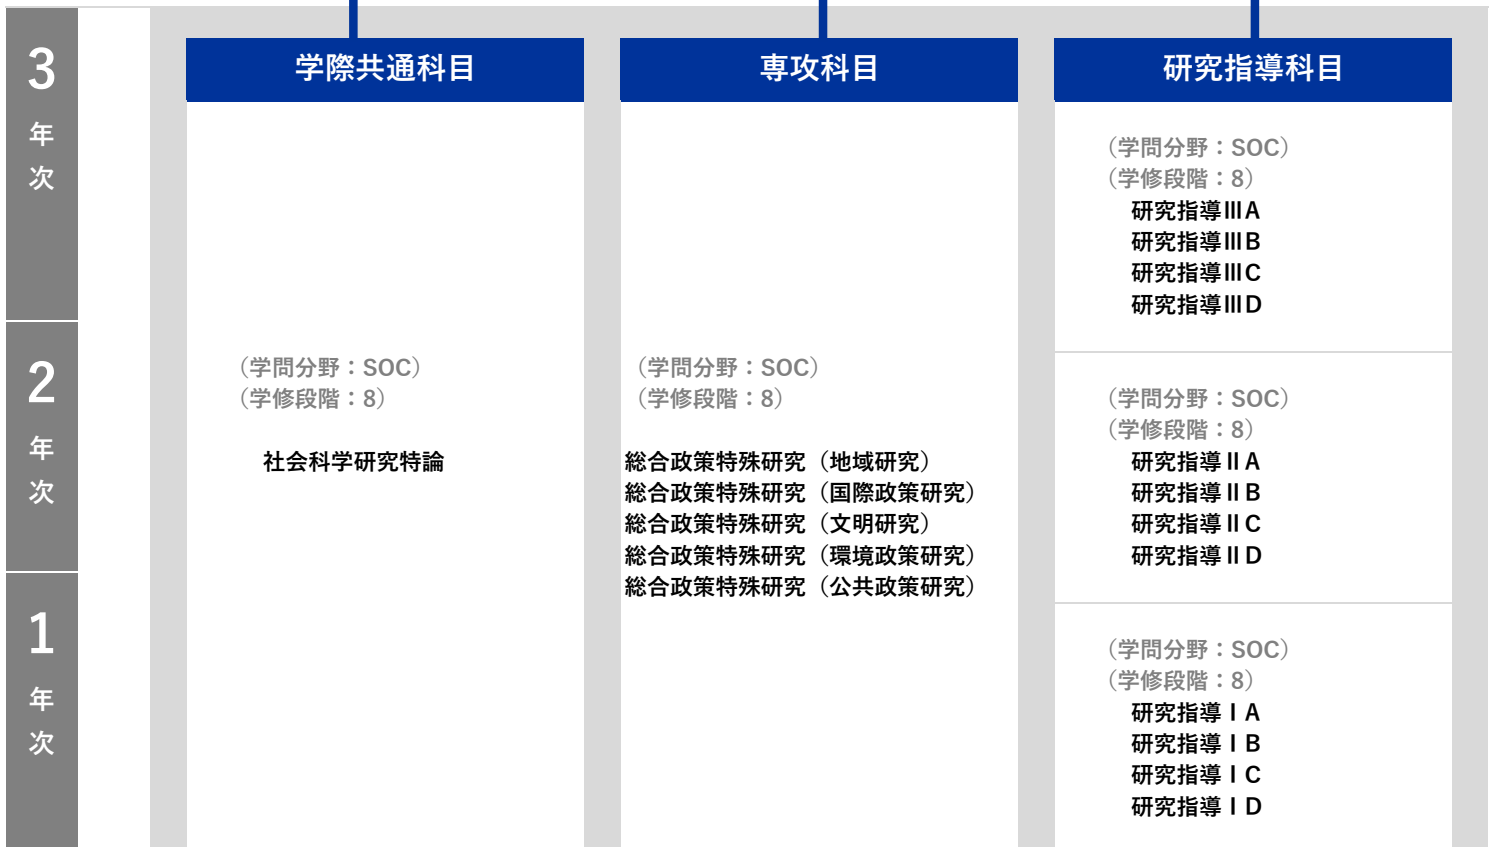 3
年
次
2
年
次
1
年
次
学際共通科目
（学問分野：SOC）
（学修段階：8）
社会科学研究特論
専攻科目
（学問分野：SOC）
（学修段階：8）
総合政策特殊研究（地域研究）
総合政策特殊研究（国際政策研究）
総合政策特殊研究（文明研究）
総合政策特殊研究（環境政策研究）
総合政策特殊研究（公共政策研究）
研究指導科目
（学問分野：SOC）
（学修段階：8）
研究指導ⅢA
研究指導ⅢB
研究指導ⅢC
研究指導ⅢD
（学問分野：SOC）
（学修段階：8）
研究指導ⅡA
研究指導ⅡB
研究指導ⅡC
研究指導ⅡD
（学問分野：SOC）
（学修段階：8）
研究指導ⅠA
研究指導ⅠB
研究指導ⅠC
研究指導ⅠD